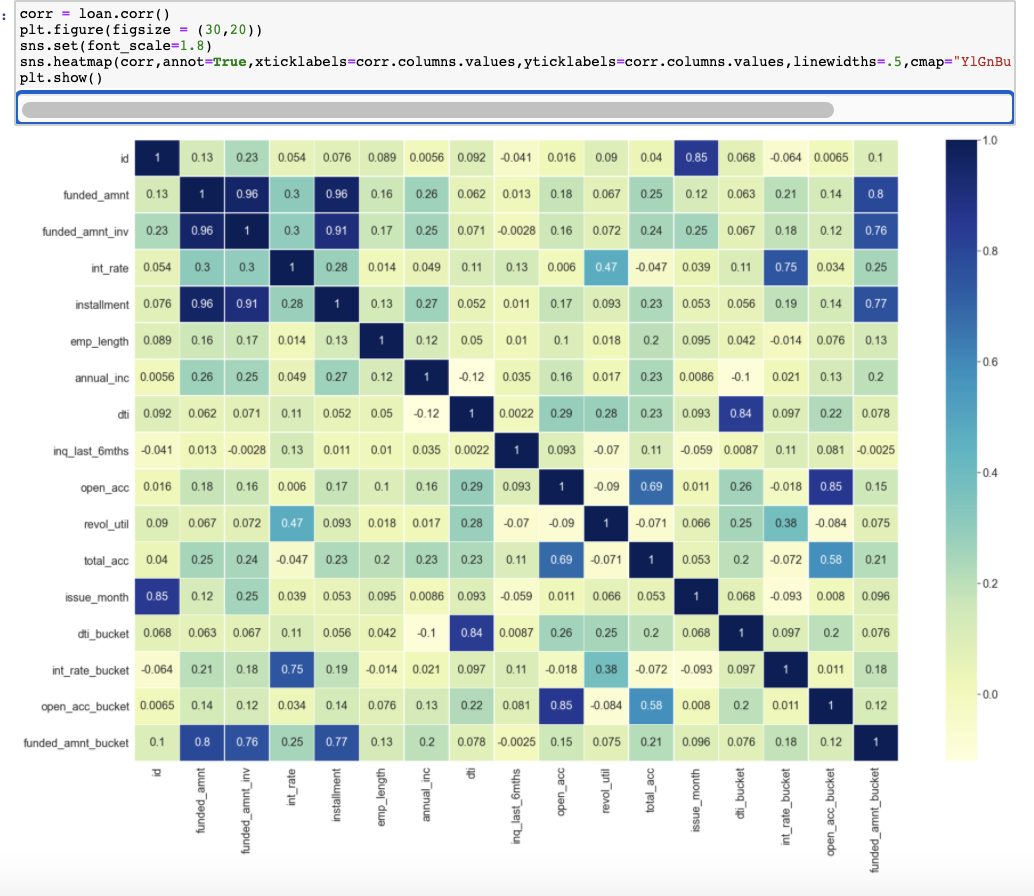 :
corr = loan.corr()
plt.figure(figsize = (30,20))
sns.set(font_scale=1.8)
sns.heatmap(corr,annot=True,xticklabels=corr.columns.values,yticklabels=corr.columns.values,linewidths=.5,cmap="YlGnBu
plt.show()
id 1 0.13 0.23 0.054 0.076 0.089 0.0056 0.092 -0.041 0.016 0.09 0.04 0.85 0.068 -0.064 0.0065 0.1
funded_amnt 0.13 1 0.96 0.3 0.96 0.16 0.26 0.062 0.013 0.18 0.067 0.25 0.12 0.063 0.21 0.14 0.8
funded_amnt_inv 0.23 0.96 1 0.3 0.91 0.17 0.25 0.071 -0.0028 0.16 0.072 0.24 0.25 0.067 0.18 0.12 0.76
int_rate 0.054 0.3 0.3 1 0.28 0.014 0.049 0.11 0.13 0.006 0.47 -0.047 0.039 0.11 0.75 0.034 0.25
installment 0.076 0.96 0.91 0.28 1 0.13 0.27 0.052 0.011 0.17 0.093 0.23 0.053 0.056 0.19 0.14 0.77
emp_length 0.089 0.16 0.17 0.014 0.13 1 0.12 0.05 0.01 0.1 0.018 0.2 0.095 0.042 -0.014 0.076 0.13
annual_inc 0.0056 0.26 0.25 0.049 0.27 0.12 1 -0.12 0.035 0.16 0.017 0.23 0.0086 -0.1 0.021 0.13 0.2
dti 0.092 0.062 0.071 0.11 0.052 0.05 -0.12 1 0.0022 0.29 0.28 0.23 0.093 0.84 0.097 0.22 0.078
inq_last_6mths -0.041 0.013 -0.0028 0.13 0.011 0.01 0.035 0.0022 1 0.093 -0.07 0.11 -0.059 0.0087 0.11 0.081 -0.0025
open_acc 0.016 0.18 0.16 0.006 0.17 0.1 0.16 0.29 0.093 1 -0.09 0.69 0.011 0.26 -0.018 0.85 0.15
revol_util 0.09 0.067 0.072 0.47 0.093 0.018 0.017 0.28 -0.07 -0.09 1 -0.071 0.066 0.25 0.38 -0.084 0.075
total_acc 0.04 0.25 0.24 -0.047 0.23 0.2 0.23 0.23 0.11 0.69 -0.071 1 0.053 0.2 -0.072 0.58 0.21
issue_month 0.85 0.12 0.25 0.039 0.053 0.095 0.0086 0.093 -0.059 0.011 0.066 0.053 1 0.068 -0.093 0.008 0.096
dti_bucket 0.068 0.063 0.067 0.11 0.056 0.042 -0.1 0.84 0.0087 0.26 0.25 0.2 0.068 1 0.097 0.2 0.076
int_rate_bucket -0.064 0.21 0.18 0.75 0.19 -0.014 0.021 0.097 0.11 -0.018 0.38 -0.072 -0.093 0.097 1 0.011 0.18
open_acc_bucket 0.0065 0.14 0.12 0.034 0.14 0.076 0.13 0.22 0.081 0.85 -0.084 0.58 0.008 0.2 0.011 1 0.12
funded_amnt_bucket 0.1 0.8 0.76 0.25 0.77 0.13 0.2 0.078 -0.0025 0.15 0.075 0.21 0.096 0.076 0.18 0.12 1
id funded_amnt funded_amnt_inv int_rate installment emp_length annual_inc dti inq_last_6mths open_acc revol_util total_acc issue_month dti_bucket int_rate_bucket open_acc_bucket funded_amnt_bucket
1.0
0.8
0.6
0.4
0.2
0.0